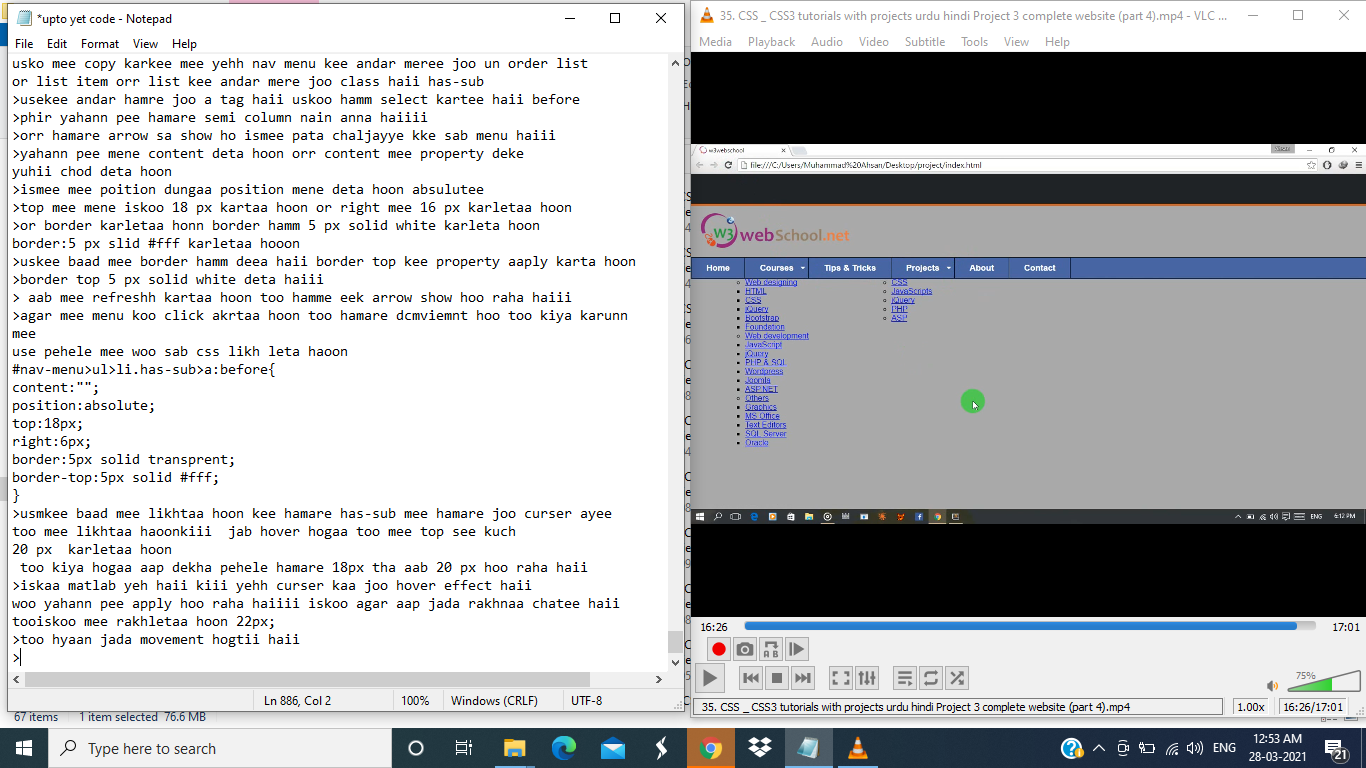 *upto yet code - Notepad
File Edit Format View Help
usko mee copy karkee mee yehh nav menu kee andar meree joo un order list
or list item orr list kee andar mere joo class haii has-sub
>usekee andar hamre joo a tag haii uskoo hamm select kartee haii before
>phir yahann pee hamare semi column nain anna haiiii
>orr hamare arrow sa show ho ismee pata chaljayye kke sab menu haiii
>yahann pee mene content deta hoon orr content mee property deke
yuhii chod deta hoon
>ismee mee poition dungaa position mene deta hoon absulutee
>top mee mene iskoo 18 px kartaa hoon or right mee 16 px karletaa hoon
>or border karletaa honn border hamm 5 px solid white karleta hoon
border:5 px slid #fff karletaa hooon
>uskee baad mee border hamm deea haii border top kee property aaply karta hoon
>border top 5 px solid white deta haiii
> aab mee refreshh kartaa hoon too hamme eek arrow show hoo raha haiii
>agar mee menu koo click akrtaa hoon too hamare dcmviemnt hoo too kiya karunn
mee
use pehele mee woo sab css likh leta haoon
#nav-menu>ul>li.has-sub>a:before{
content:"";
position:absolute;
top:18px;
right:6px;
border:5px solid transprent;
border-top:5px solid #fff;
}
>usmkee baad mee likhtaa hoon kee hamare has-sub mee hamare joo curser ayee
too mee likhtaa haoonkiii  jab hover hogaa too mee top see kuch
20 px  karletaa hoon
 too kiya hogaa aap dekha pehele hamare 18px tha aab 20 px hoo raha haii
>iskaa matlab yeh haii kiii yehh curser kaa joo hover effect haii
woo yahann pee apply hoo raha haiiii iskoo agar aap jada rakhnaa chatee haii
tooiskoo mee rakhletaa hoon 22px;
>too hyaan jada movement hogtii haii
>
Ln 886, Col 2 100% Windows (CRLF) UTF-8
67 items 1 item selected 76.6 MB
35. CSS _ CSS3 tutorials with projects urdu hindi Project 3 complete website (part 4).mp4 - VLC ...
Media Playback Audio Video Subtitle Tools View Help
w3webschool
file:///C:/Users/Muhammad%20Ahsan/Desktop/project/index.html
W3 webSchool.net
Home Courses Tips & Tricks Projects About Contact
Web designing
HTML
CSS
jQuery
Bootstrap
Foundation
Web development
JavaScript
jQuery
PHP & SQL
Wordpress
Joomla
ASP.NET
Others
Graphics
MS Office
Text Editors
SQL Server
Oracle
CSS
JavaScripts
jQuery
PHP
ASP
ENG 6:12 PM
16:26 17:01
75%
35. CSS _ CSS3 tutorials with projects urdu hindi Project 3 complete website (part 4).mp4 1.00x 16:26/17:01
Type here to search
ENG 12:53 AM
28-03-2021
21